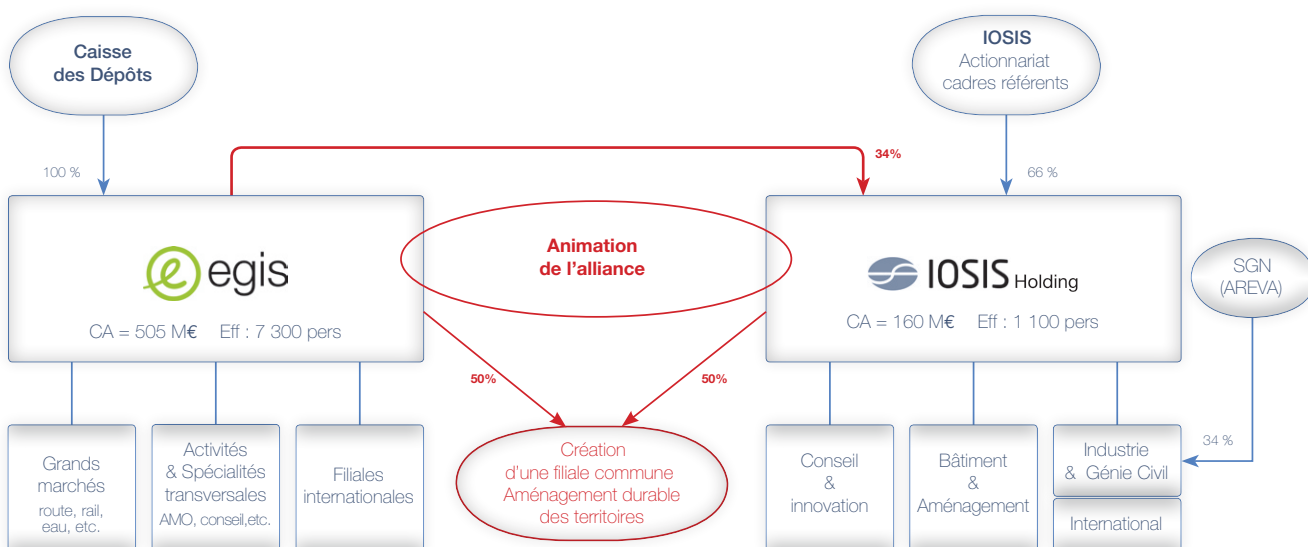 Caisse
des Dépôts
IOSIS
Actionnariat
cadres référents
100 %
34%
66 %
egis
CA = 505 M€ Eff : 7 300 pers
Animation
de l'alliance
IOSIS Holding
CA = 160 M€ Eff : 1 100 pers
SGN
(AREVA)
50%
50%
34 %
Grands
marchés
route, rail,
eau, etc.
Activités
& Spécialités
transversales
AMO, conseil,etc.
Filiales
internationales
Création
d'une filiale commune
Aménagement durable
des territoires
Conseil
&
innovation
Bâtiment
&
Aménagement
Industrie
& Génie Civil
International